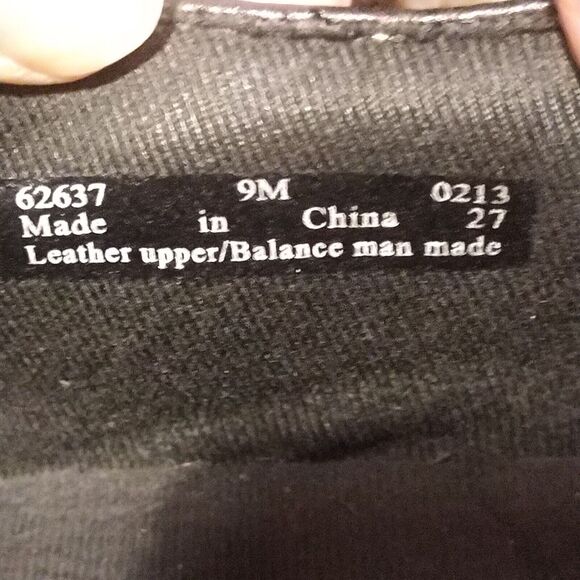 62637 9M 0213
Made in China 27
Leather upper/Balance man made